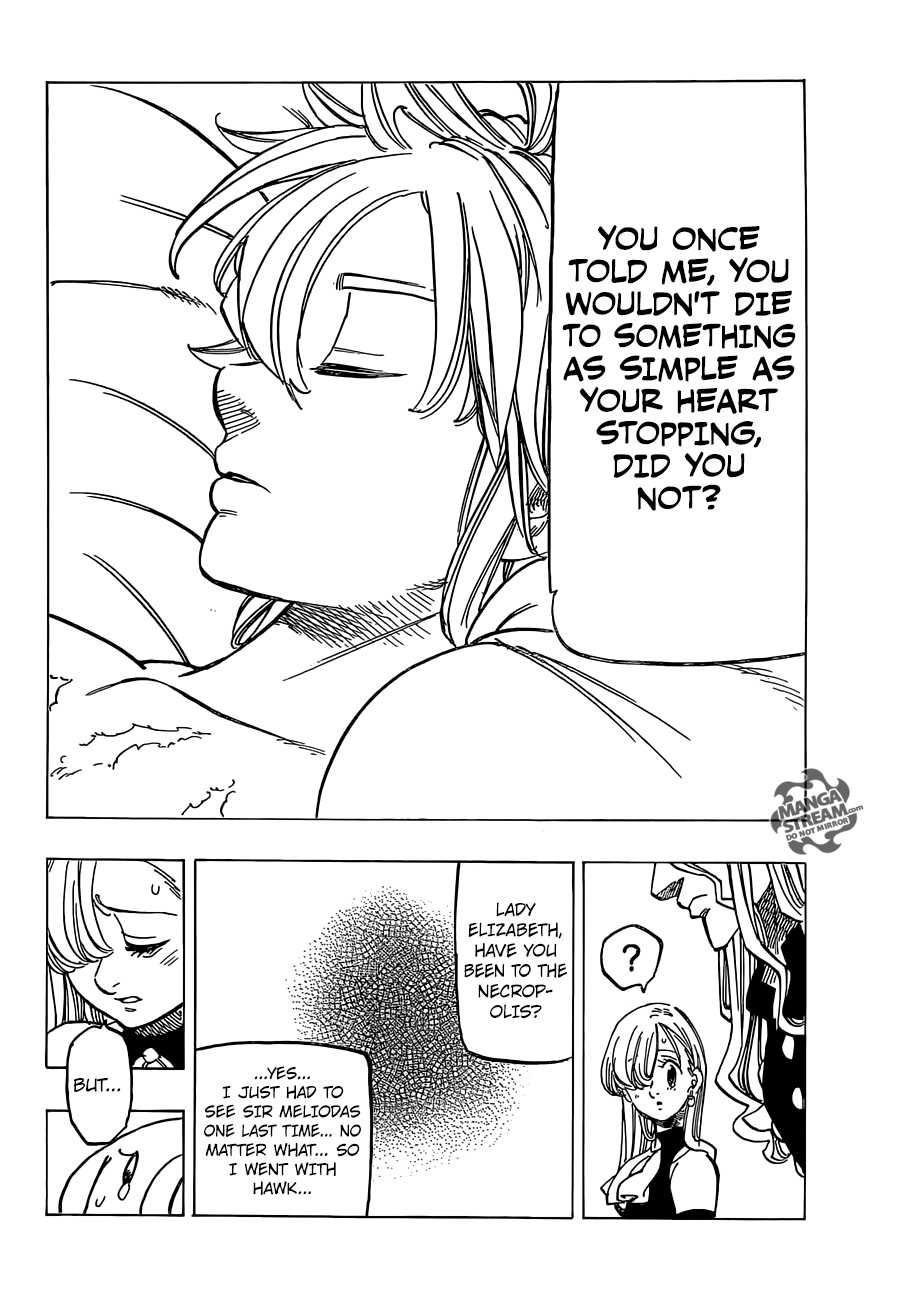 YOU ONCE
TOLD ME, YOU
WOULDN'T DIE
TO SOMETHING
AS SIMPLE AS
YOUR HEART
STOPPING,
DID YOU
NOT?
MANGA
STREAM.com
DO NOT MIRROR
?
LADY
ELIZABETH,
HAVE YOU
BEEN TO THE
NECROP-
OLIS?
...YES...
I JUST HAD TO
SEE SIR MELIODAS
ONE LAST TIME... NO
MATTER WHAT... SO
I WENT WITH
HAWK...
BUT...